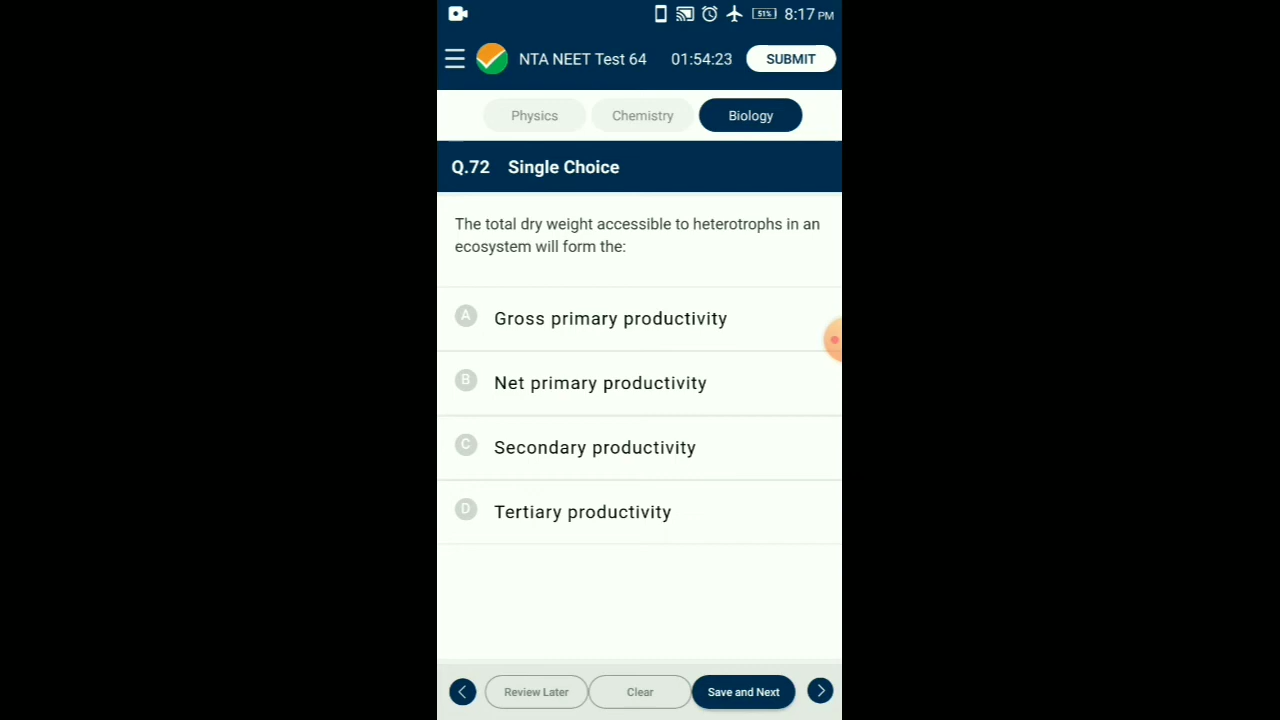 51% 8:17 PM
NTA NEET Test 64 01:54:23 SUBMIT
Physics Chemistry Biology
Q.72 Single Choice
The total dry weight accessible to heterotrophs in an
ecosystem will form the:
A Gross primary productivity
B Net primary productivity
C Secondary productivity
D Tertiary productivity
Review Later Clear Save and Next